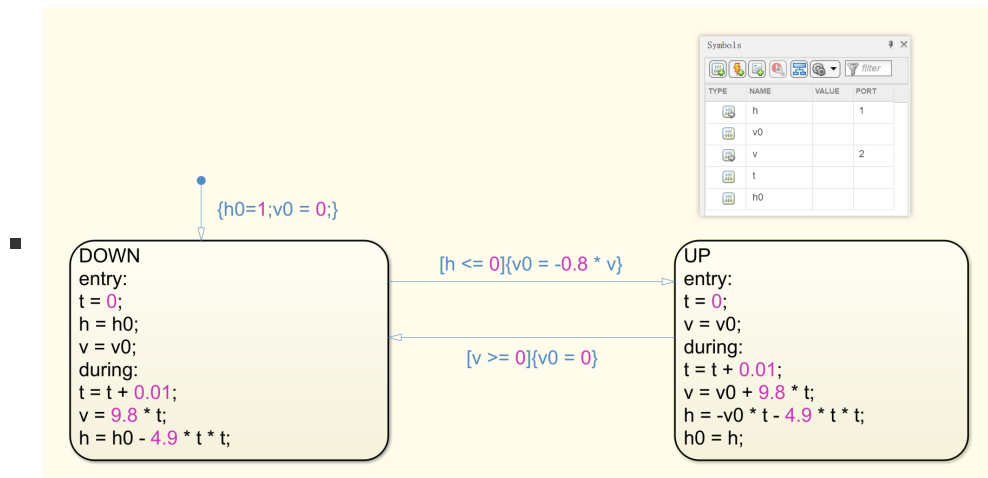 Symbols
filter
TYPE NAME VALUE PORT
h 1
v0
v 2
t
h0
{h0=1;v0 = 0;}
DOWN
entry:
t = 0;
h = h0;
v = v0;
during:
t = t + 0.01;
v = 9.8 * t;
h = h0 - 4.9 * t * t;
[h <= 0]{v0 = -0.8 * v}
[v >= 0]{v0 = 0}
UP
entry:
t = 0;
v = v0;
during:
t = t + 0.01;
v = v0 + 9.8 * t;
h = -v0 * t - 4.9 * t * t;
h0 = h;